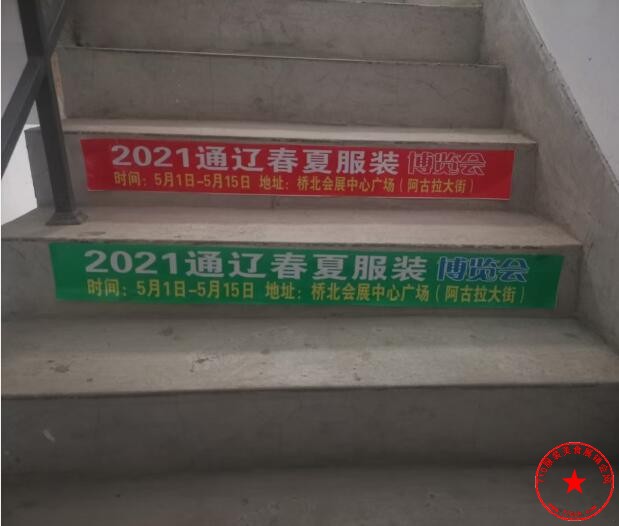 2021通辽春夏服装 博览会
时间：5月1日-5月15日 地址：桥北会展中心广场（阿古拉大街）
2021通辽春夏服装 博览会
时间：5月1日-5月15日 地址：桥北会展中心广场（阿古拉大街）